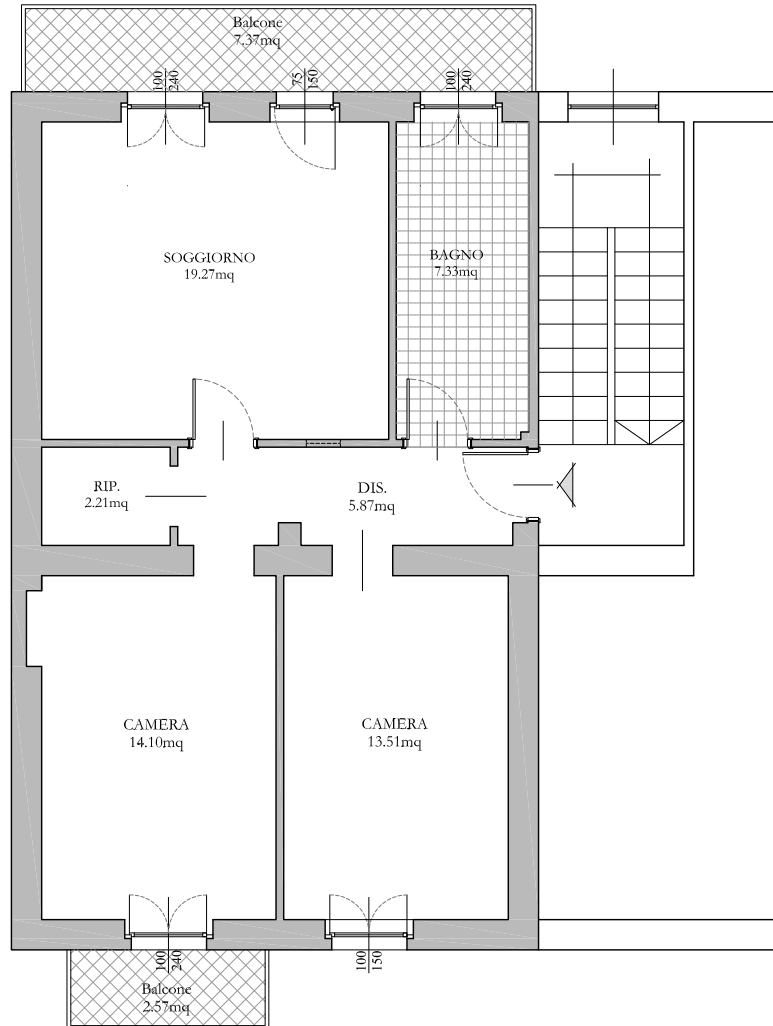 Balcone
7.37mq
100
240
75
150
100
240
SOGGIORNO
19.27mq
BAGNO
7.33mq
RIP.
2.21mq
DIS.
5.87mq
CAMERA
14.10mq
CAMERA
13.51mq
100
240
100
150
Balcone
2.57mq